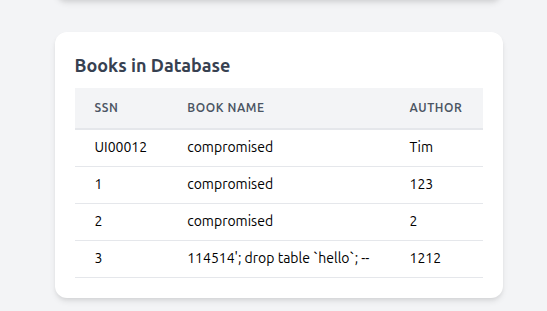 Books in Database
SSN BOOK NAME AUTHOR
UI00012 compromised Tim
1 compromised 123
2 compromised 2
3 114514'; drop table `hello`; -- 1212